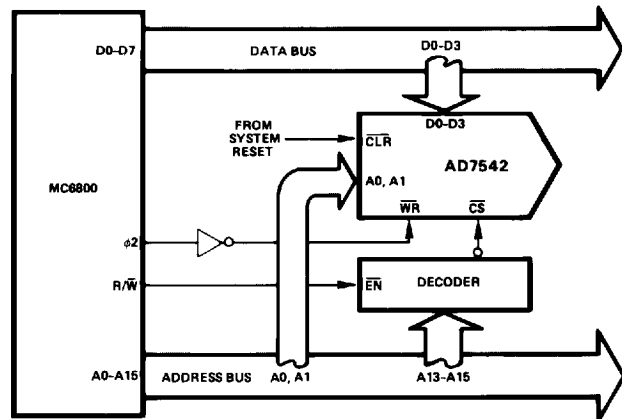 D0–D7
DATA BUS
D0–D3
D0–D3
FROM
SYSTEM
RESET
CLR
AD7542
MC6800
A0, A1
WR
CS
ϕ2
R/W
EN
DECODER
A0–A15
ADDRESS BUS
A0, A1
A13–A15